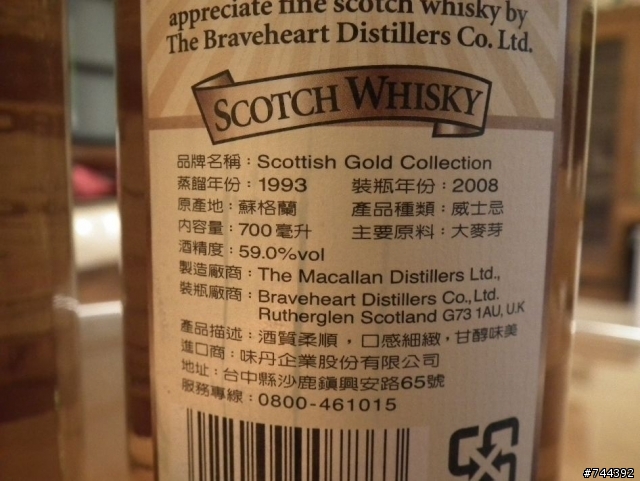 appreciate fine scotch whisky by
The Braveheart Distillers Co. Ltd.
SCOTCH WHISKY
品牌名稱：Scottish Gold Collection
蒸餾年份：1993 裝瓶年份：2008
原產地：蘇格蘭 產品種類：威士忌
內容量：700毫升 主要原料：大麥芽
酒精度：59.0%vol
製造廠商：The Macallan Distillers Ltd.,
裝瓶廠商：Braveheart Distillers Co.,Ltd.
Rutherglen Scotland G73 1AU, U.K
產品描述：酒質柔順，口感細緻，甘醇味美
進口商：味丹企業股份有限公司
地址：台中縣沙鹿鎮興安路65號
服務專線：0800-461015
#744392